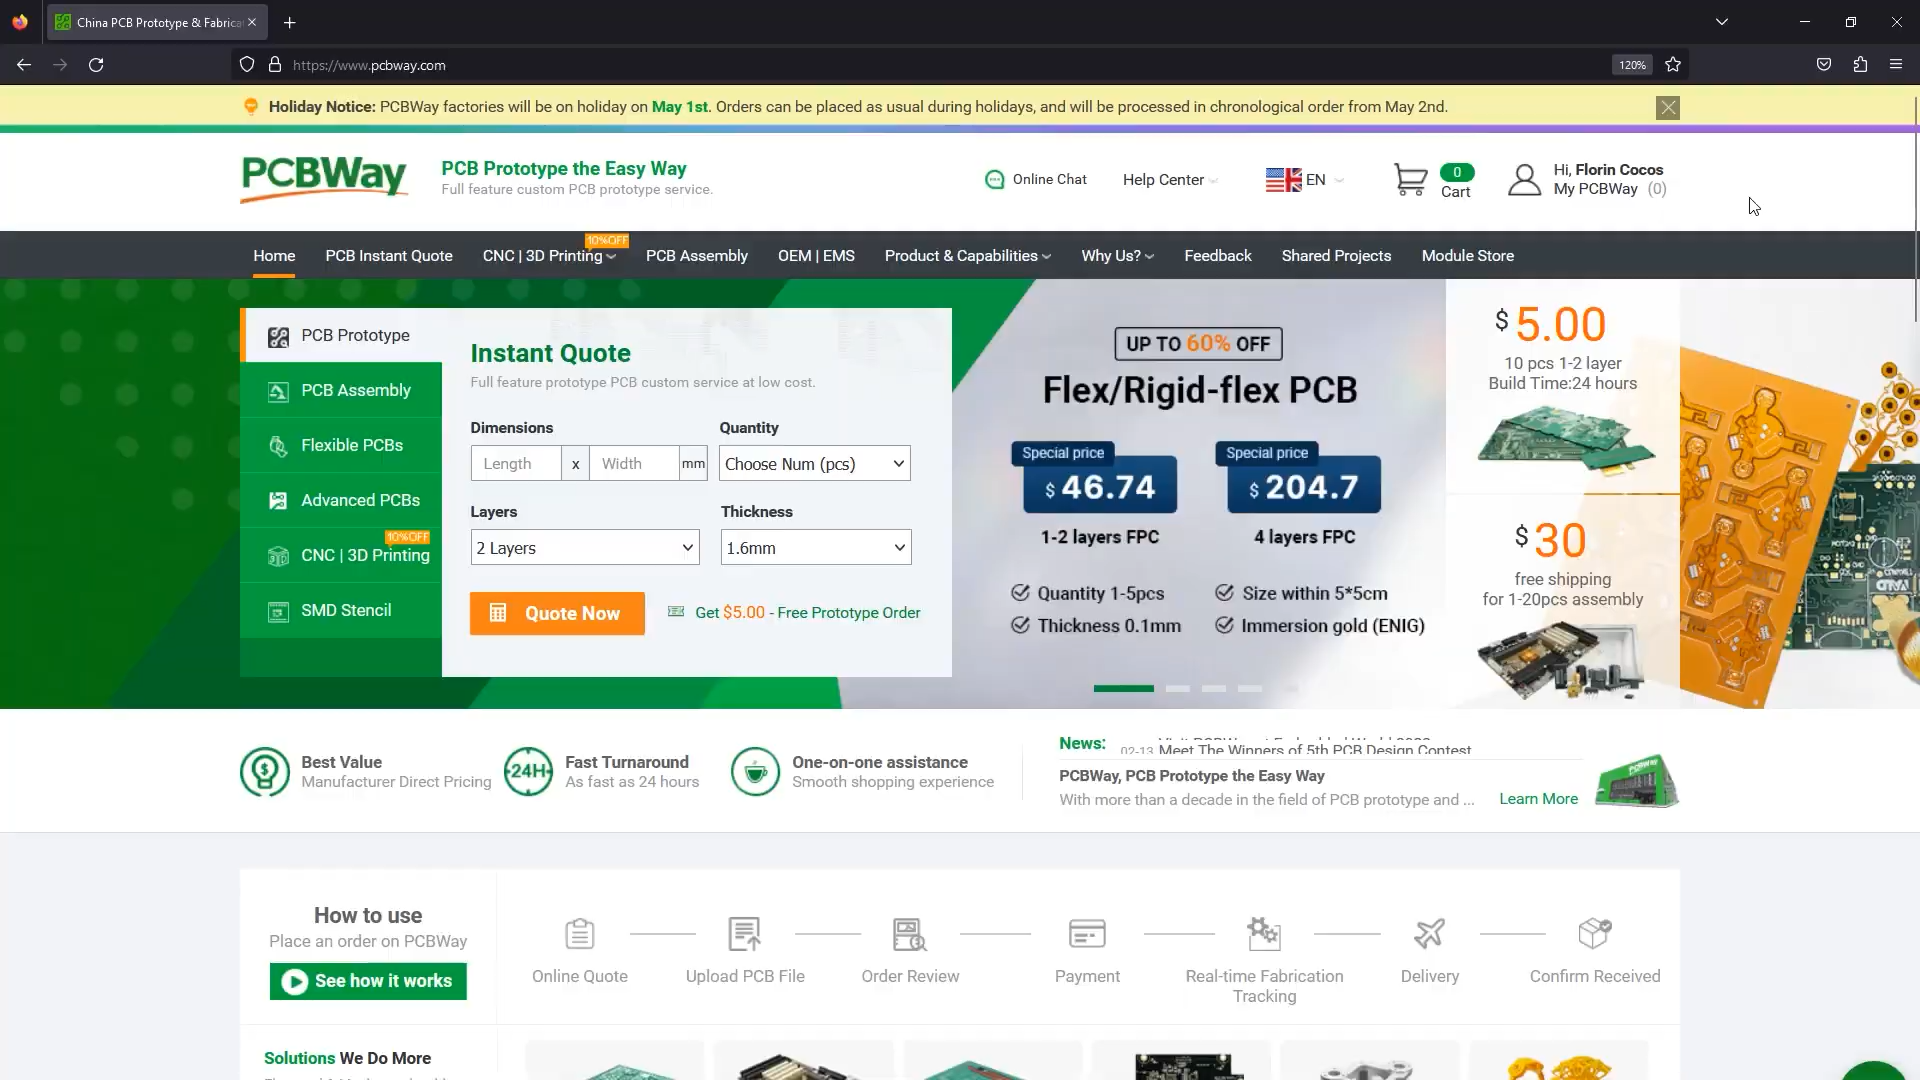 China PCB Prototype & Fabrica
https://www.pcbway.com
120%
Holiday Notice: PCBWay factories will be on holiday on May 1st. Orders can be placed as usual during holidays, and will be processed in chronological order from May 2nd.
PCBWay
PCB Prototype the Easy Way
Full feature custom PCB prototype service.
Online Chat
Help Center
EN
0
Cart
Hi, Florin Cocos
My PCBWay (0)
10%OFF
Home
PCB Instant Quote
CNC | 3D Printing
PCB Assembly
OEM | EMS
Product & Capabilities
Why Us?
Feedback
Shared Projects
Module Store
PCB Prototype
PCB Assembly
Flexible PCBs
Advanced PCBs
10%OFF
CNC | 3D Printing
SMD Stencil
Instant Quote
Full feature prototype PCB custom service at low cost.
Dimensions
Quantity
Length x Width mm
Choose Num (pcs)
Layers
Thickness
2 Layers
1.6mm
Quote Now
Get $5.00 - Free Prototype Order
UP TO 60% OFF
Flex/Rigid-flex PCB
Special price
Special price
$ 46.74
$ 204.7
1-2 layers FPC
4 layers FPC
Quantity 1-5pcs
Size within 5*5cm
Thickness 0.1mm
Immersion gold (ENIG)
$ 5.00
10 pcs 1-2 layer
Build Time:24 hours
$ 30
free shipping
for 1-20pcs assembly
Best Value
Manufacturer Direct Pricing
24H
Fast Turnaround
As fast as 24 hours
One-on-one assistance
Smooth shopping experience
News:
02-13 Meet The Winners of 5th PCB Design Contest
PCBWay, PCB Prototype the Easy Way
With more than a decade in the field of PCB prototype and ...
Learn More
How to use
Place an order on PCBWay
See how it works
Online Quote
Upload PCB File
Order Review
Payment
Real-time Fabrication
Tracking
Delivery
Confirm Received
Solutions We Do More